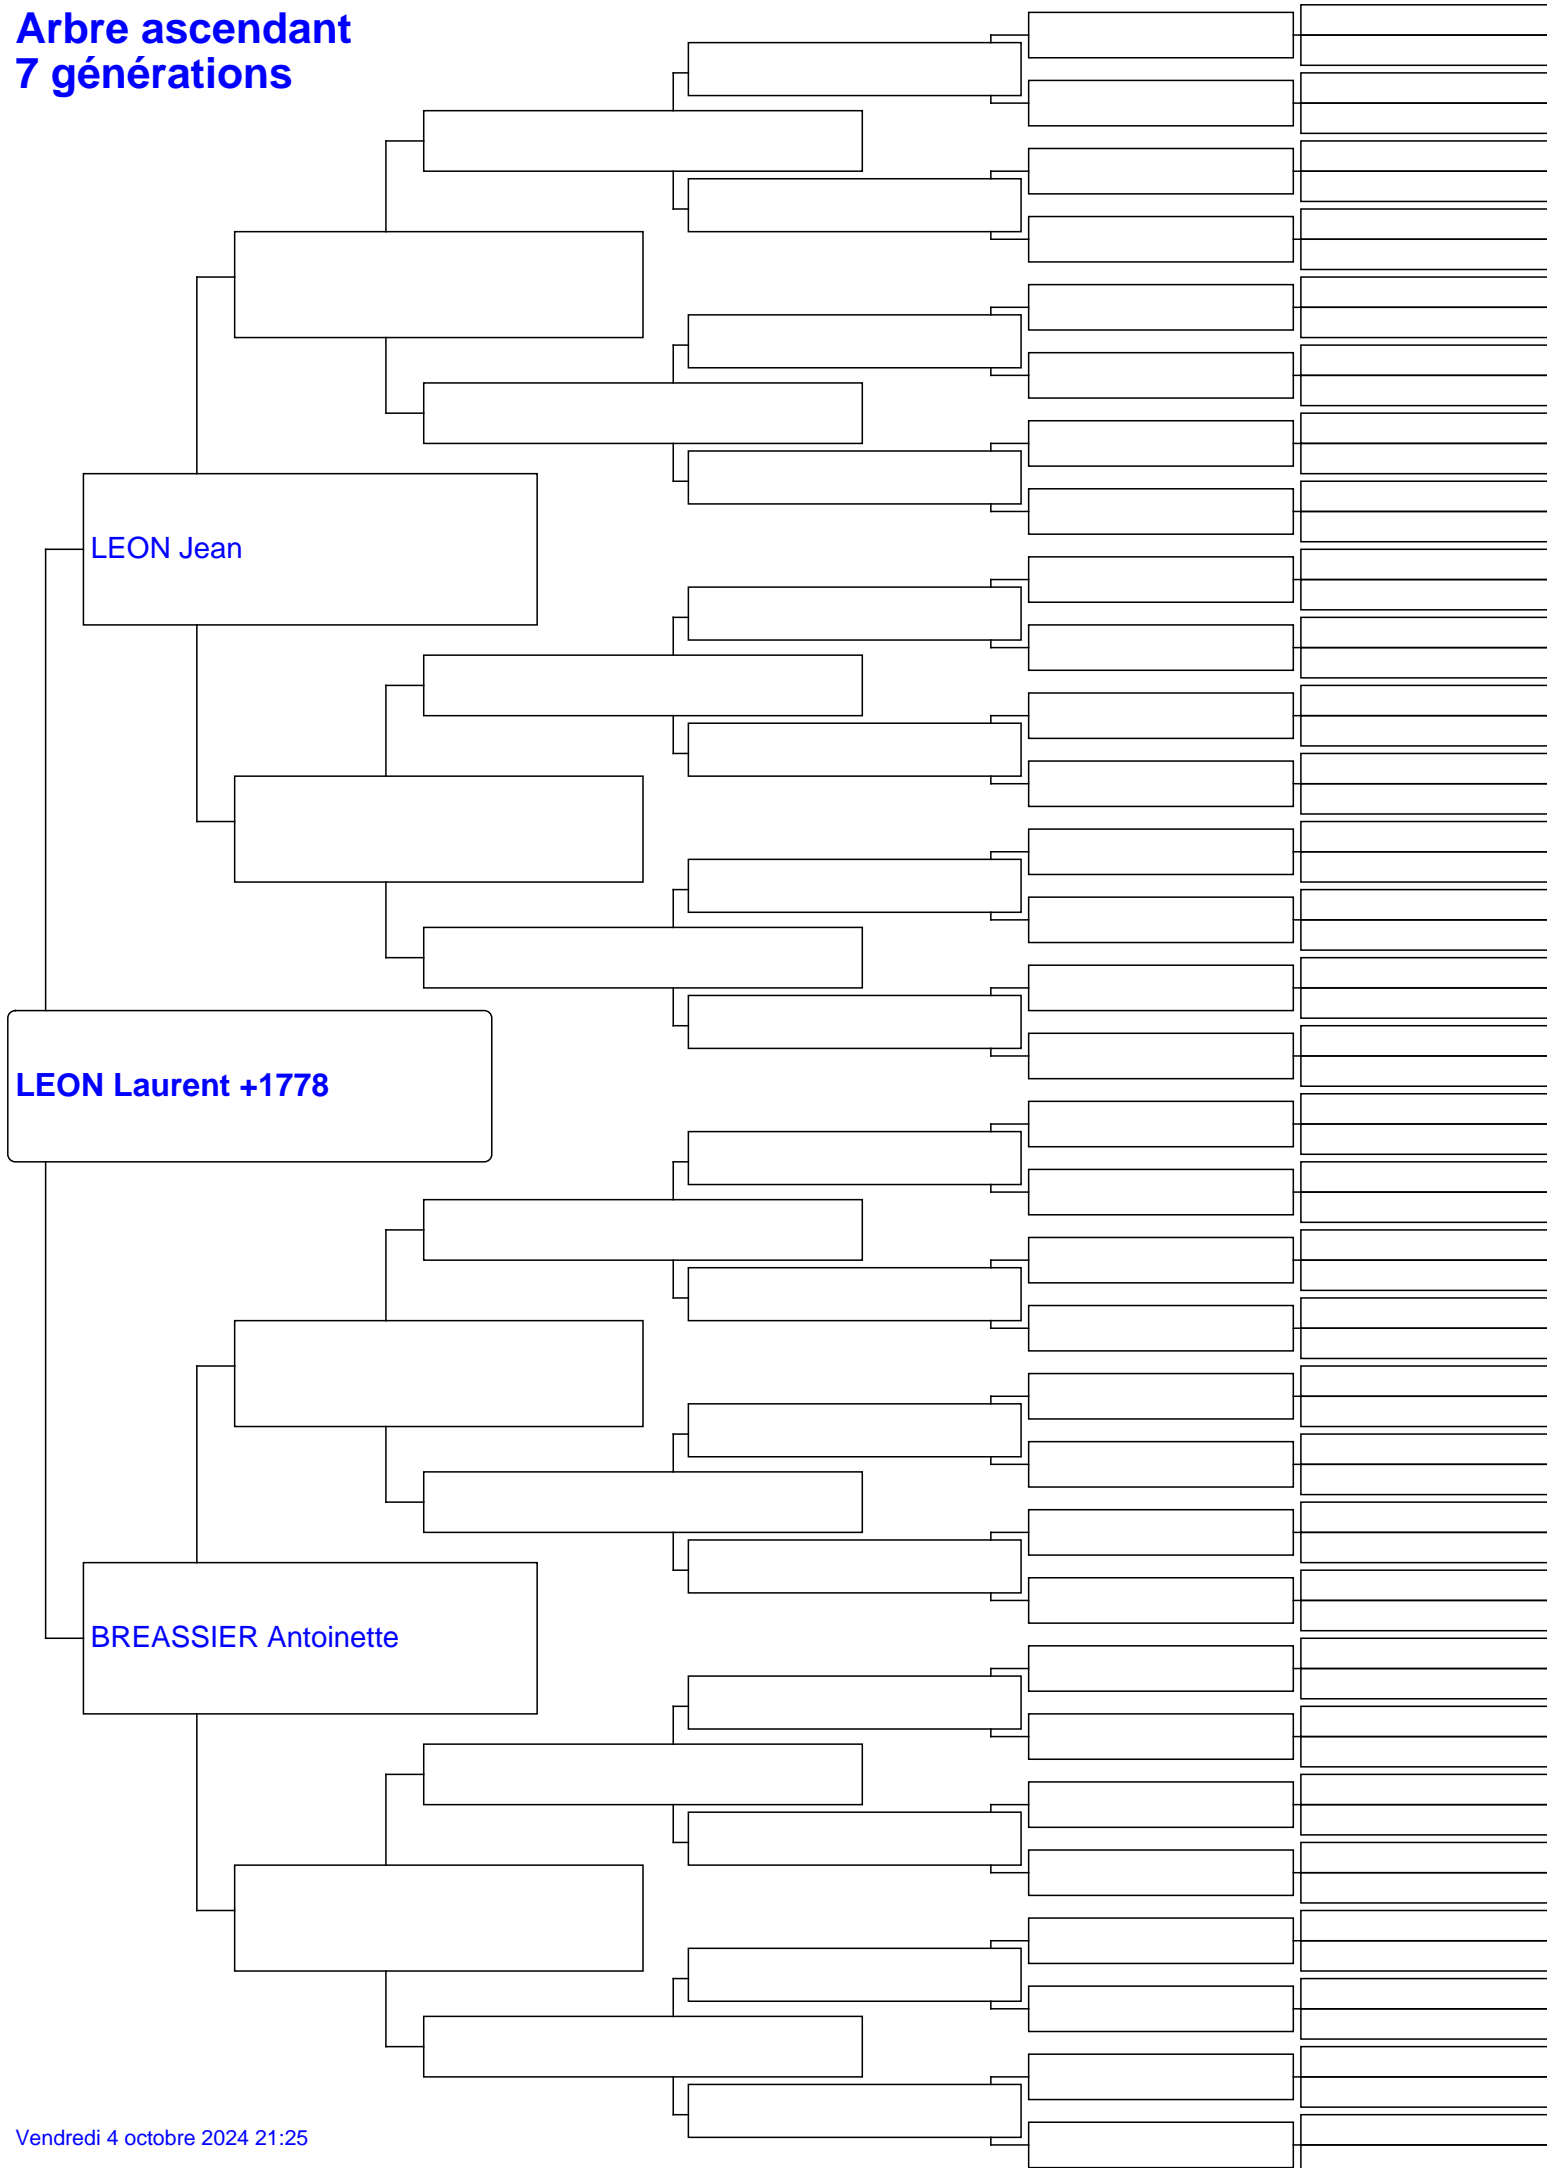 Arbre ascendant
7 générations
LEON Jean
LEON Laurent +1778
BREASSIER Antoinette
Vendredi 4 octobre 2024 21:25